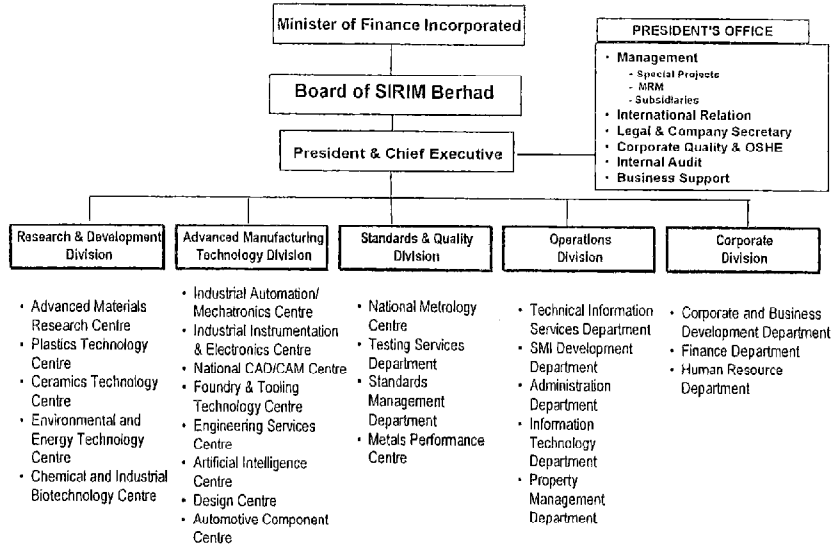 Minister of Finance Incorporated
Board of SIRIM Berhad
President & Chief Executive
PRESIDENT'S OFFICE
• Management
- Special Projects
- MRM
- Subsidiaries
• International Relation
• Legal & Company Secretary
• Corporate Quality & OSHE
• Internal Audit
• Business Support
Research & Development
Division
• Advanced Materials
Research Centre
• Plastics Technology
Centre
• Ceramics Technology
Centre
• Environmental and
Energy Technology
Centre
• Chemical and Industrial
Biotechnology Centre
Advanced Manufacturing
Technology Division
• Industrial Automation/
Mechatronics Centre
• Industrial Instrumentation
& Electronics Centre
• National CAD/CAM Centre
• Foundry & Tooling
Technology Centre
• Engineering Services
Centre
• Artificial Intelligence
Centre
• Design Centre
• Automotive Component
Centre
Standards & Quality
Division
• National Metrology
Centre
• Testing Services
Department
• Standards
Management
Department
• Metals Performance
Centre
Operations
Division
• Technical Information
Services Department
• SMI Development
Department
• Administration
Department
• Information
Technology
Department
• Property
Management
Department
Corporate
Division
• Corporate and Business
Development Department
• Finance Department
• Human Resource
Department